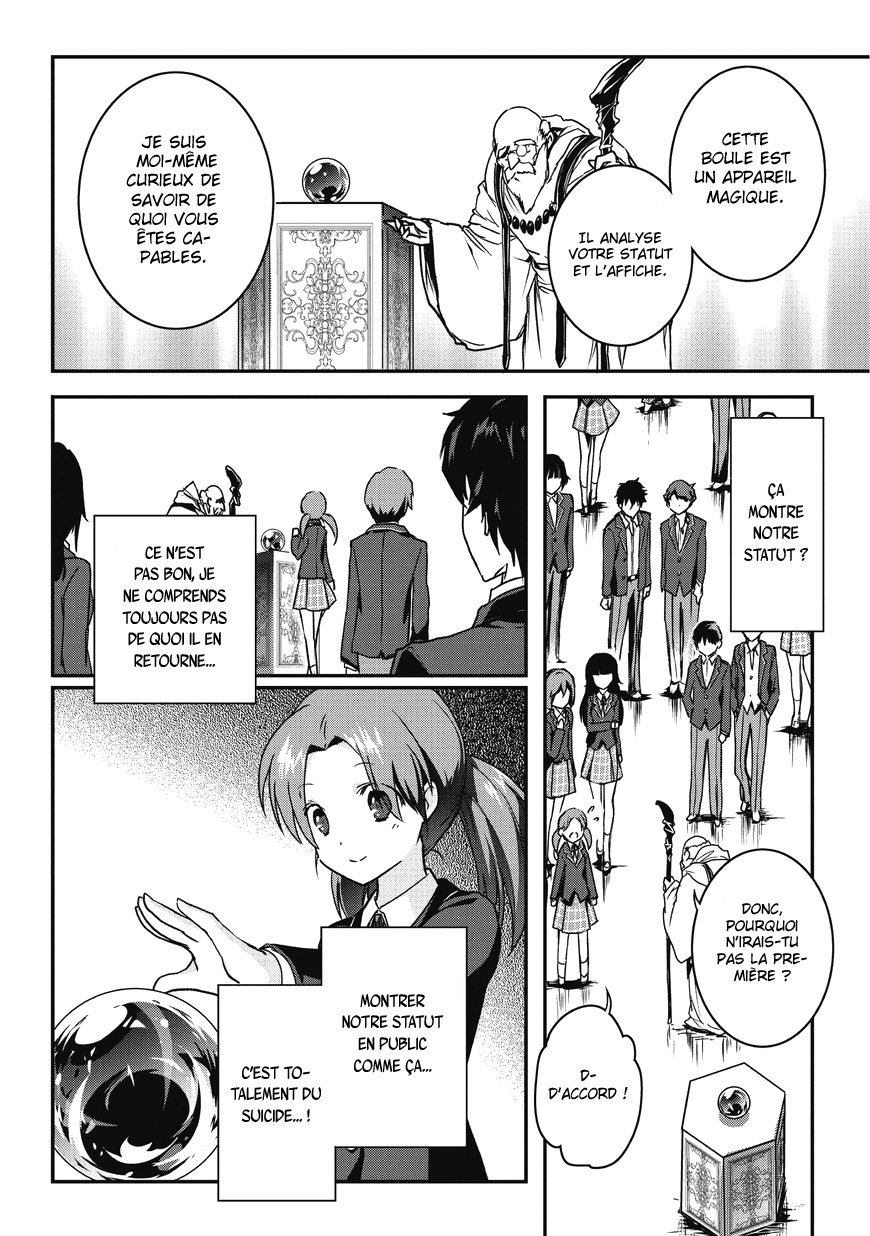 CETTE
BOULE EST
UN APPAREIL
MAGIQUE.
IL ANALYSE
VOTRE STATUT
ET L'AFFICHE.
JE SUIS
MOI-MÊME
CURIEUX DE
SAVOIR DE
QUOI VOUS
ÊTES CA-
PABLES.
ÇA
MONTRE
NOTRE
STATUT ?
DONC,
POURQUOI
N'IRAIS-TU
PAS LA PRE-
MIÈRE ?
D-
D'ACCORD !
CE N'EST
PAS BON, JE
NE COMPRENDS
TOUJOURS PAS
DE QUOI IL EN
RETOURNE...
MONTRER
NOTRE STATUT
EN PUBLIC
COMME ÇA...
C'EST TO-
TALEMENT DU
SUICIDE... !